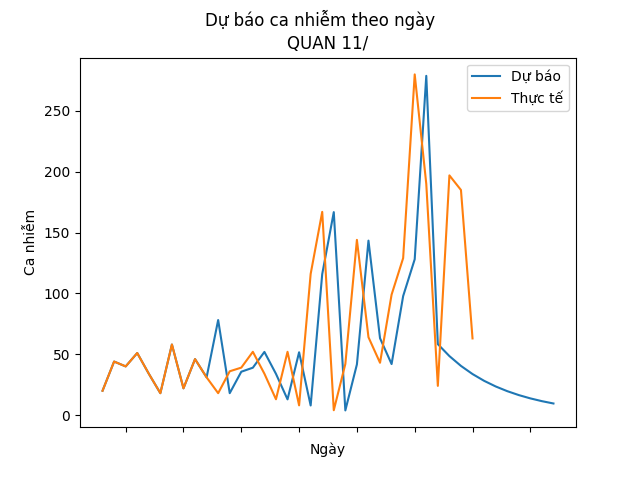 Dự báo ca nhiễm theo ngày
QUAN 11/
Dự báo
Thực tế
250
200
150
100
50
0
Ca nhiễm
Ngày